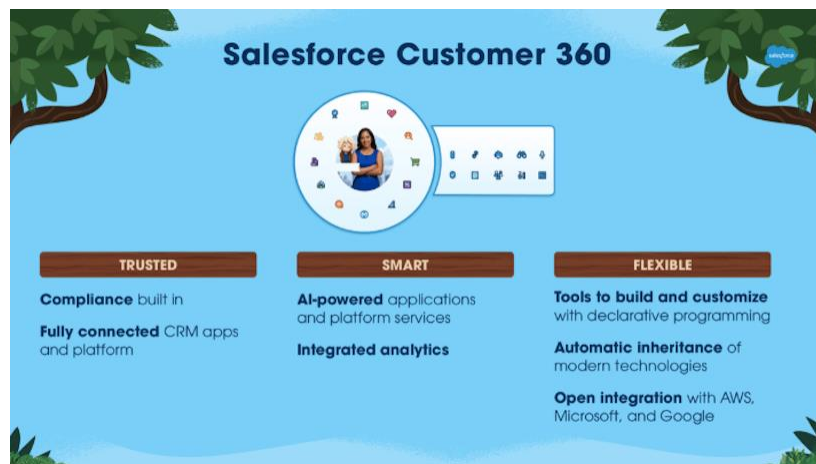 Salesforce Customer 360
salesforce
TRUSTED
Compliance built in
Fully connected CRM apps
and platform
SMART
AI-powered applications
and platform services
Integrated analytics
FLEXIBLE
Tools to build and customize
with declarative programming
Automatic inheritance of
modern technologies
Open integration with AWS,
Microsoft, and Google